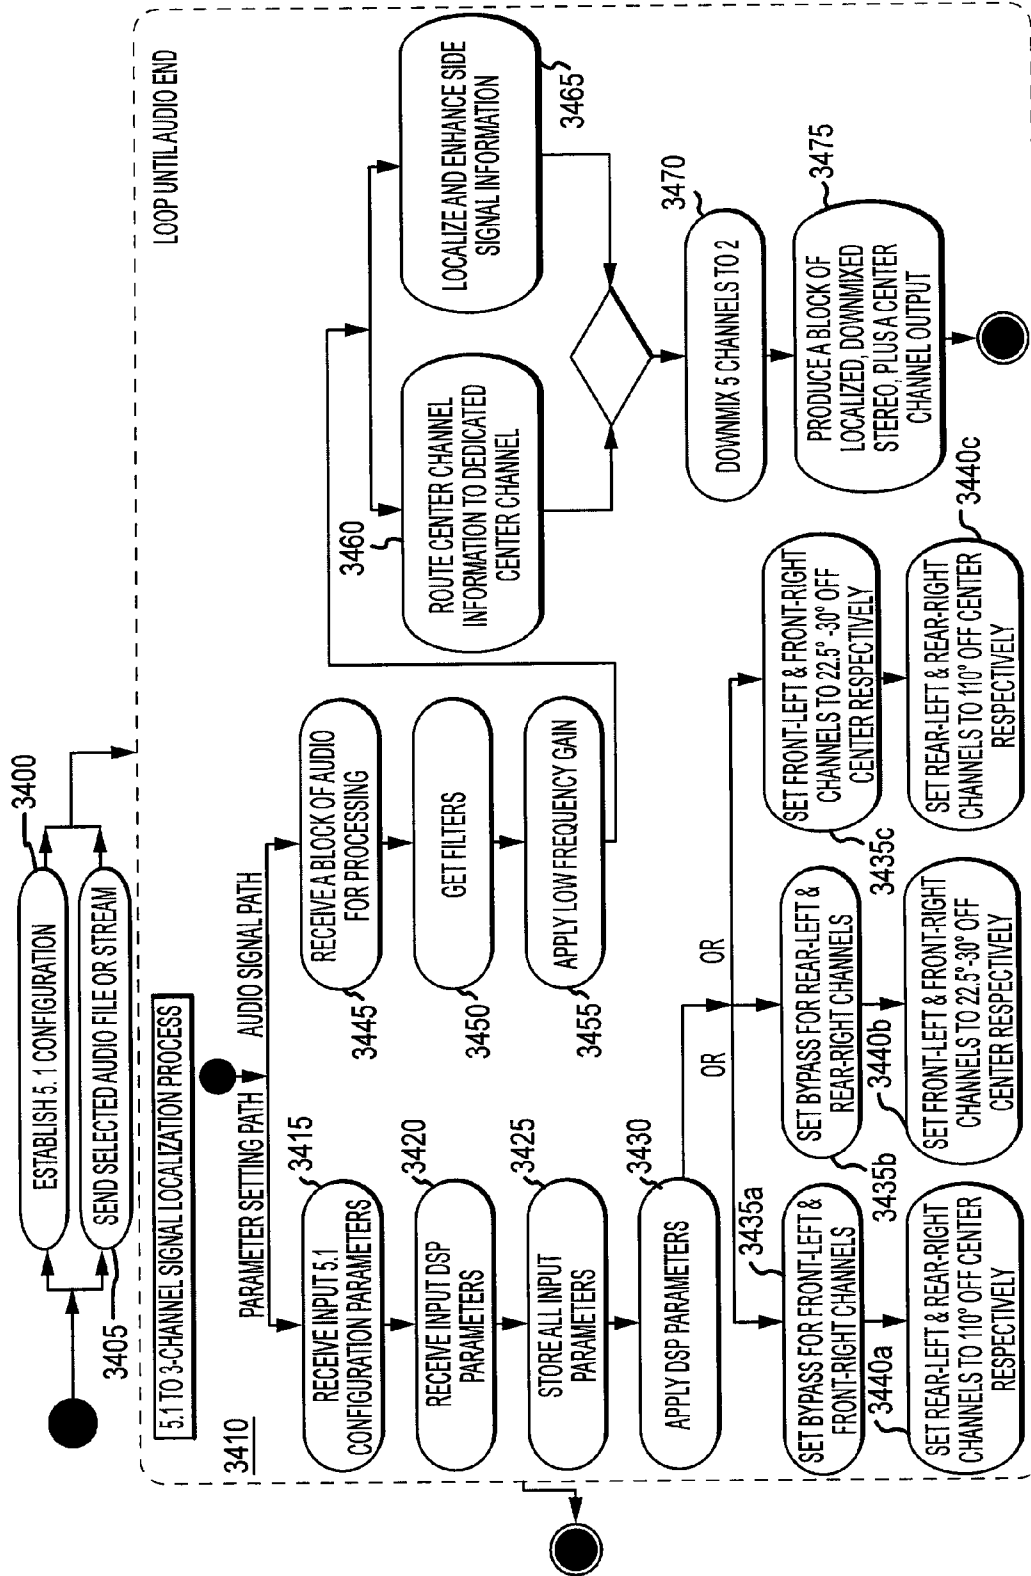 3400
ESTABLISH 5.1 CONFIGURATION
SEND SELECTED AUDIO FILE OR STREAM
3405
5.1 TO 3-CHANNEL SIGNAL LOCALIZATION PROCESS
LOOP UNTIL AUDIO END
3410
PARAMETER SETTING PATH
AUDIO SIGNAL PATH
3415
RECEIVE INPUT 5.1
CONFIGURATION PARAMETERS
3420
RECEIVE INPUT DSP
PARAMETERS
3425
STORE ALL INPUT
PARAMETERS
3430
APPLY DSP PARAMETERS
OR
OR
3435a
SET BYPASS FOR FRONT-LEFT &
FRONT-RIGHT CHANNELS
3440a
SET REAR-LEFT & REAR-RIGHT
CHANNELS TO 110° OFF CENTER
RESPECTIVELY
SET BYPASS FOR REAR-LEFT &
REAR-RIGHT CHANNELS
3435b
3440b
SET FRONT-LEFT & FRONT-RIGHT
CHANNELS TO 22.5°-30° OFF
CENTER RESPECTIVELY
SET FRONT-LEFT & FRONT-RIGHT
CHANNELS TO 22.5° -30° OFF
CENTER RESPECTIVELY
3435c
3440c
SET REAR-LEFT & REAR-RIGHT
CHANNELS TO 110° OFF CENTER
RESPECTIVELY
RECEIVE A BLOCK OF AUDIO
FOR PROCESSING
3445
GET FILTERS
3450
APPLY LOW FREQUENCY GAIN
3455
3460
ROUTE CENTER CHANNEL
INFORMATION TO DEDICATED
CENTER CHANNEL
LOCALIZE AND ENHANCE SIDE
SIGNAL INFORMATION
3465
3470
DOWNMIX 5 CHANNELS TO 2
3475
PRODUCE A BLOCK OF
LOCALIZED, DOWNMIXED
STEREO, PLUS A CENTER
CHANNEL OUTPUT